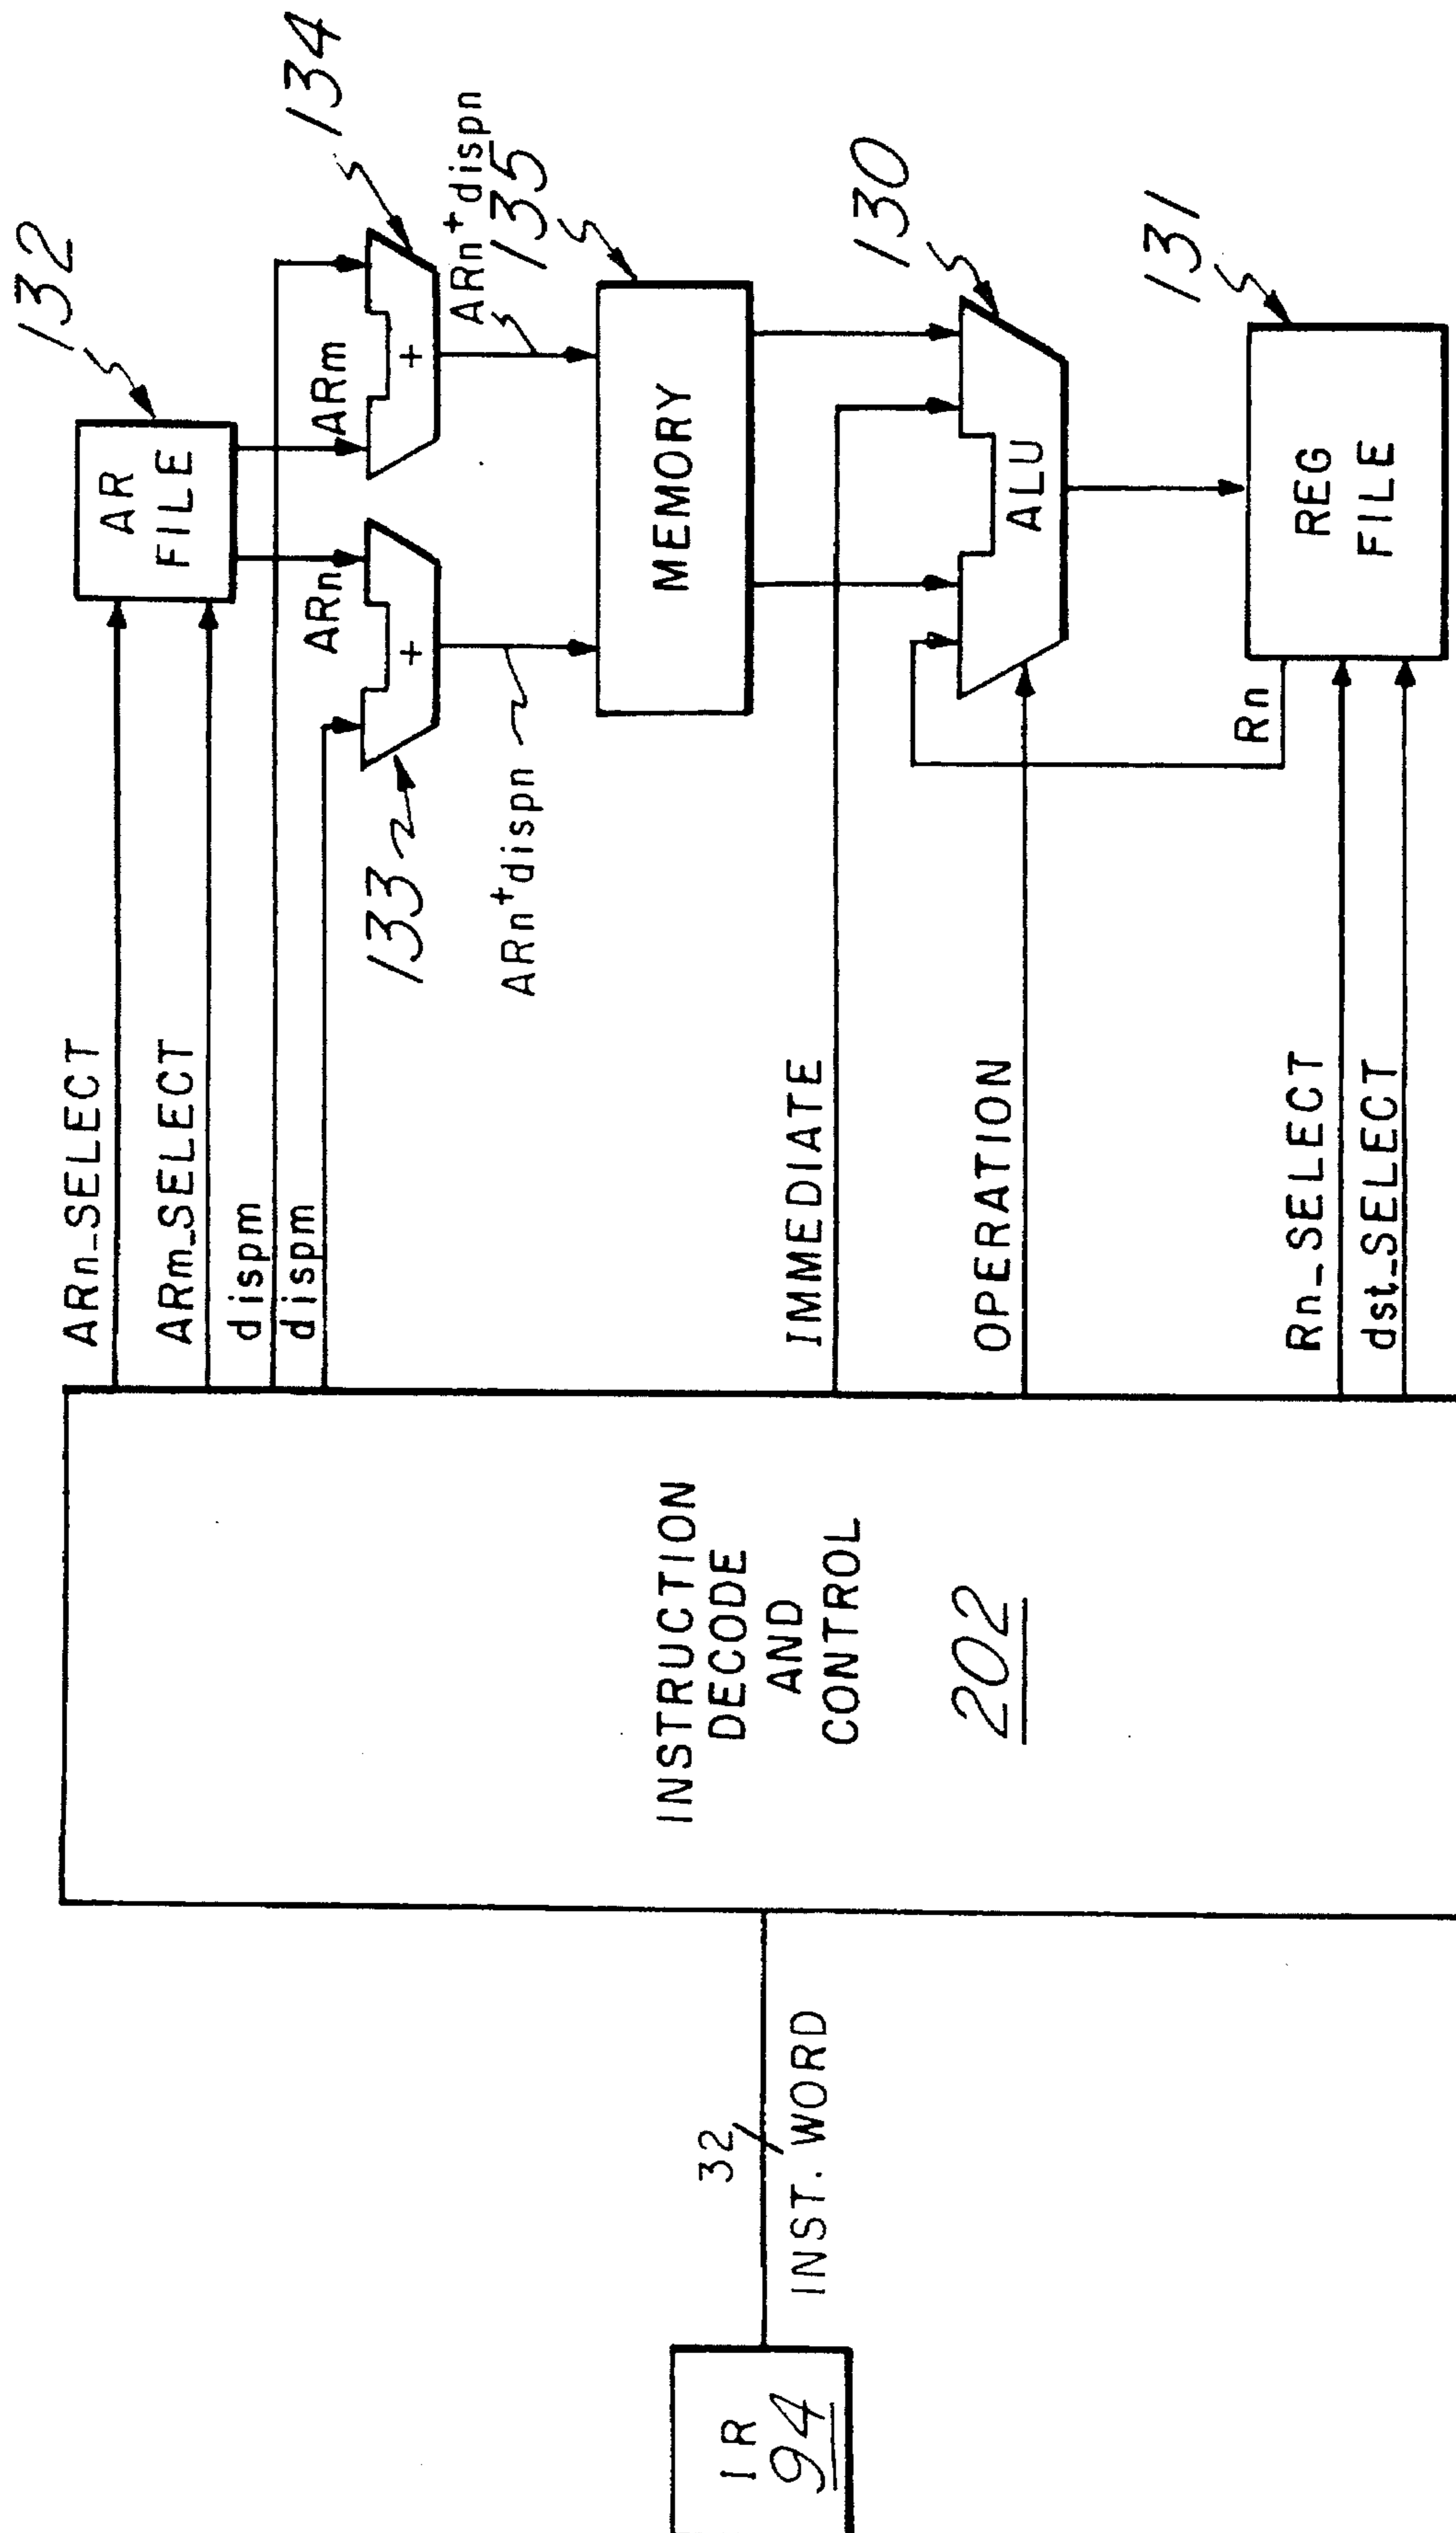 IR
94
32
INST. WORD
INSTRUCTION
DECODE
AND
CONTROL
202
ARn_SELECT
ARm_SELECT
dispm
dispm
IMMEDIATE
OPERATION
Rn_SELECT
dst_SELECT
132
AR
FILE
ARn
ARm
134
+
+
133
ARn+dispn
ARn+dispn
135
MEMORY
130
ALU
131
Rn
REG
FILE